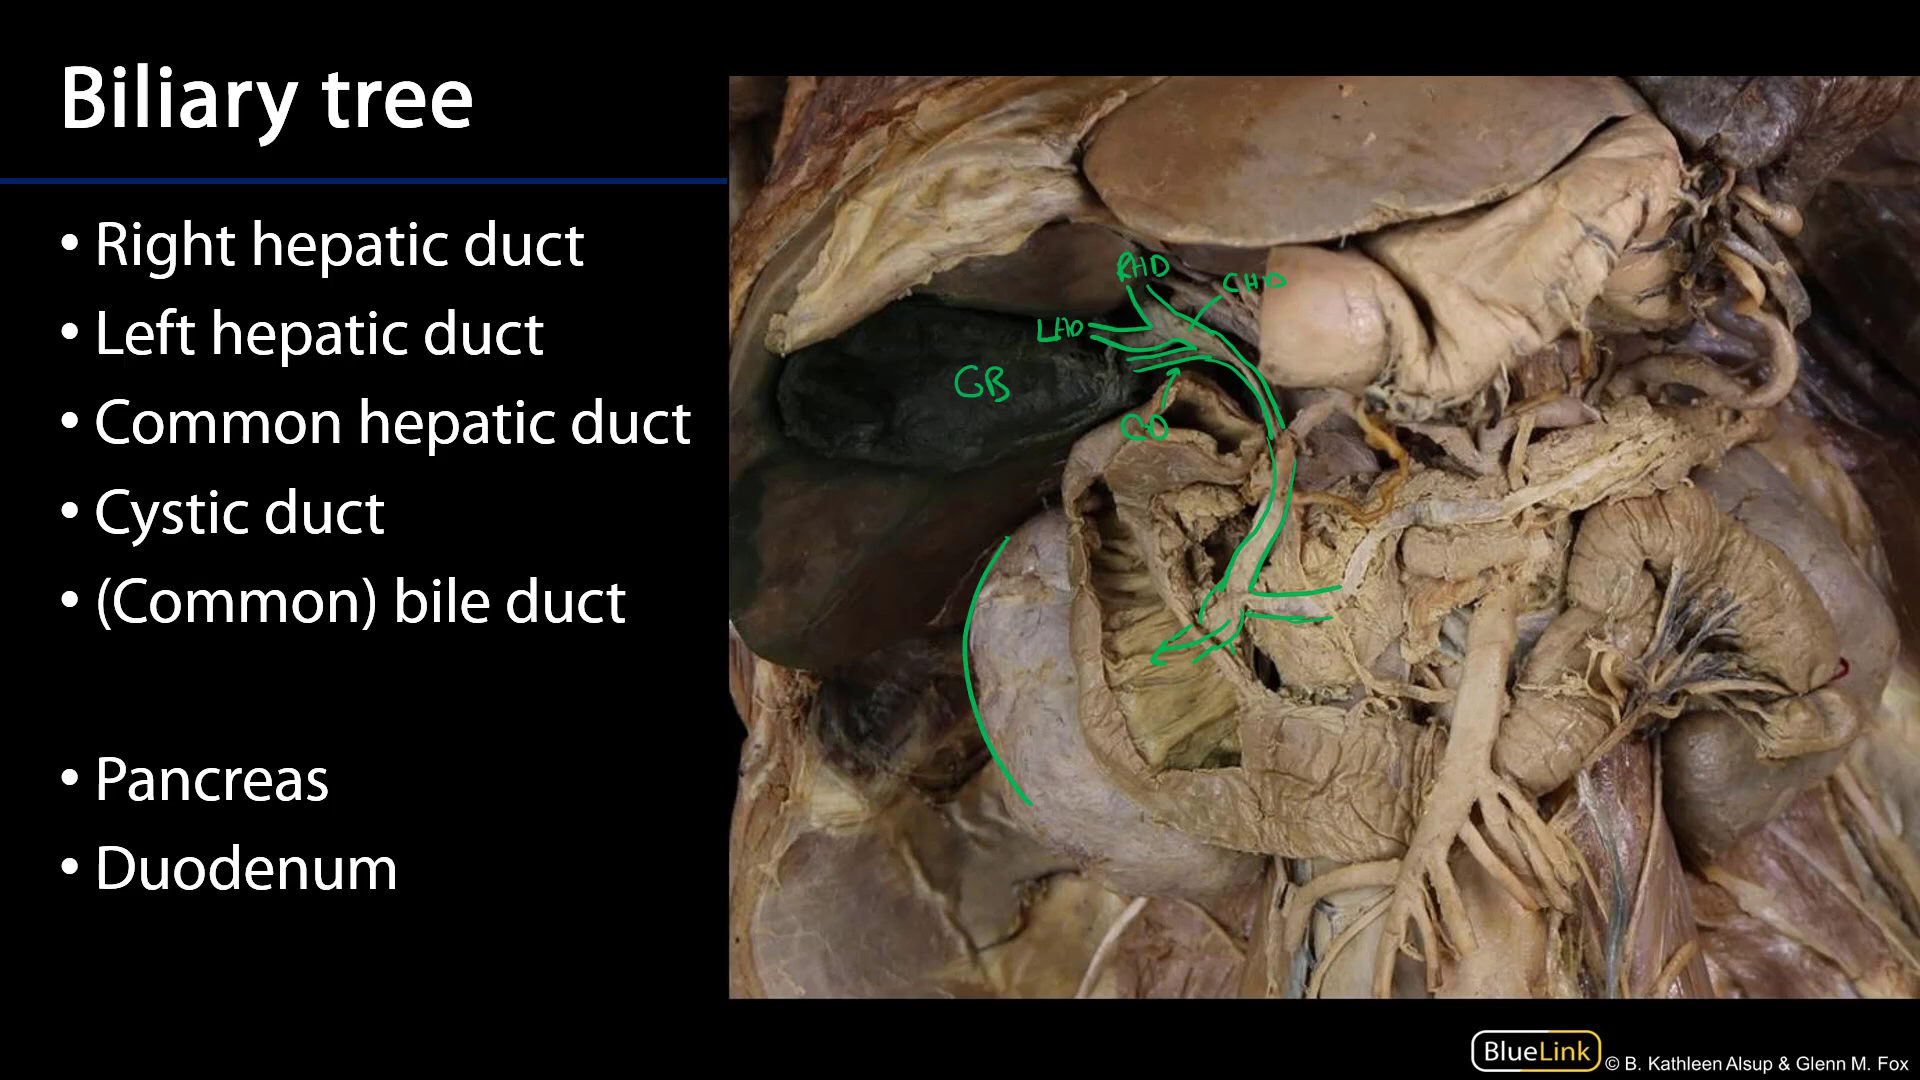 Biliary tree
• Right hepatic duct
• Left hepatic duct
• Common hepatic duct
• Cystic duct
• (Common) bile duct
• Pancreas
• Duodenum
RHD
CHD
LHD
GB
CD
BlueLink © B. Kathleen Alsup & Glenn M. Fox